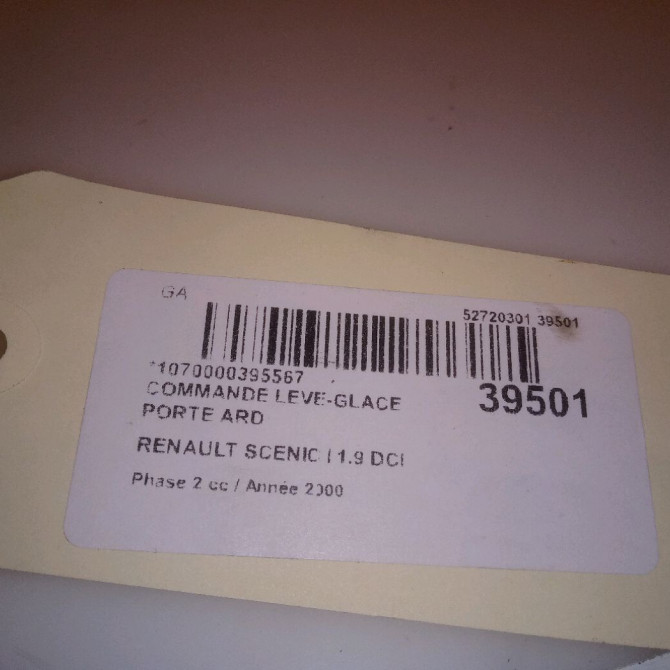 GA
52720301 39501
*1070000395567
39501
COMMANDE LEVE-GLACE
PORTE ARD
RENAULT SCENIC I 1.9 DCI
Phase 2 cc / Année 2000